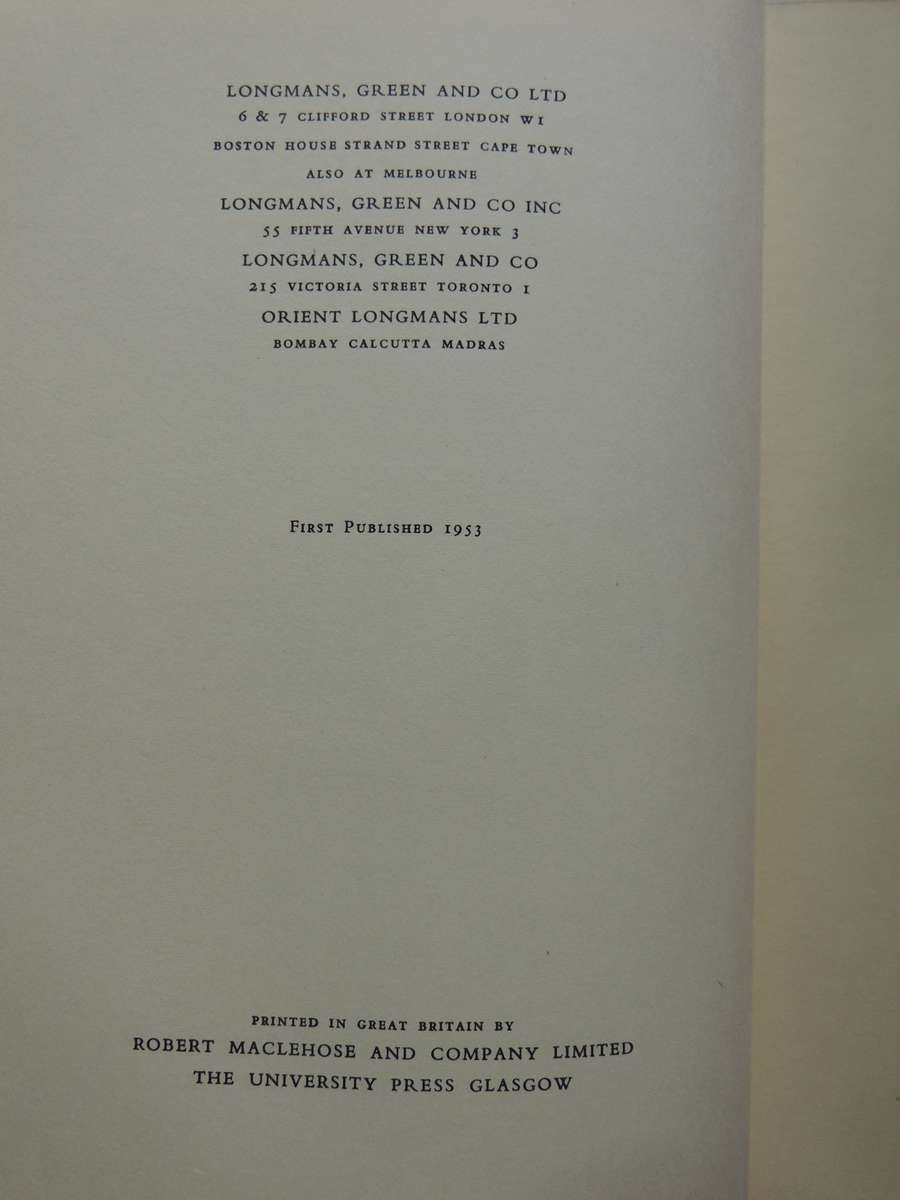 LONGMANS, GREEN AND CO LTD
6 & 7 CLIFFORD STREET LONDON W I
BOSTON HOUSE STRAND STREET CAPE TOWN
ALSO AT MELBOURNE
LONGMANS, GREEN AND CO INC
55 FIFTH AVENUE NEW YORK 3
LONGMANS, GREEN AND CO
215 VICTORIA STREET TORONTO I
ORIENT LONGMANS LTD
BOMBAY CALCUTTA MADRAS
FIRST PUBLISHED 1953
PRINTED IN GREAT BRITAIN BY
ROBERT MACLEHOSE AND COMPANY LIMITED
THE UNIVERSITY PRESS GLASGOW